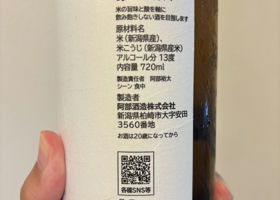 米の旨味と酸を軸に
飲み飽きしない酒を目指します
原材料名
米（新潟県産）、
米こうじ（新潟県産米）
アルコール分 13度
内容量 720ml
製造責任者 阿部裕太
シーン 食中
製造者
阿部酒造株式会社
新潟県柏崎市大字安田
3560番地
お酒は20歳になってから
各種SNS等